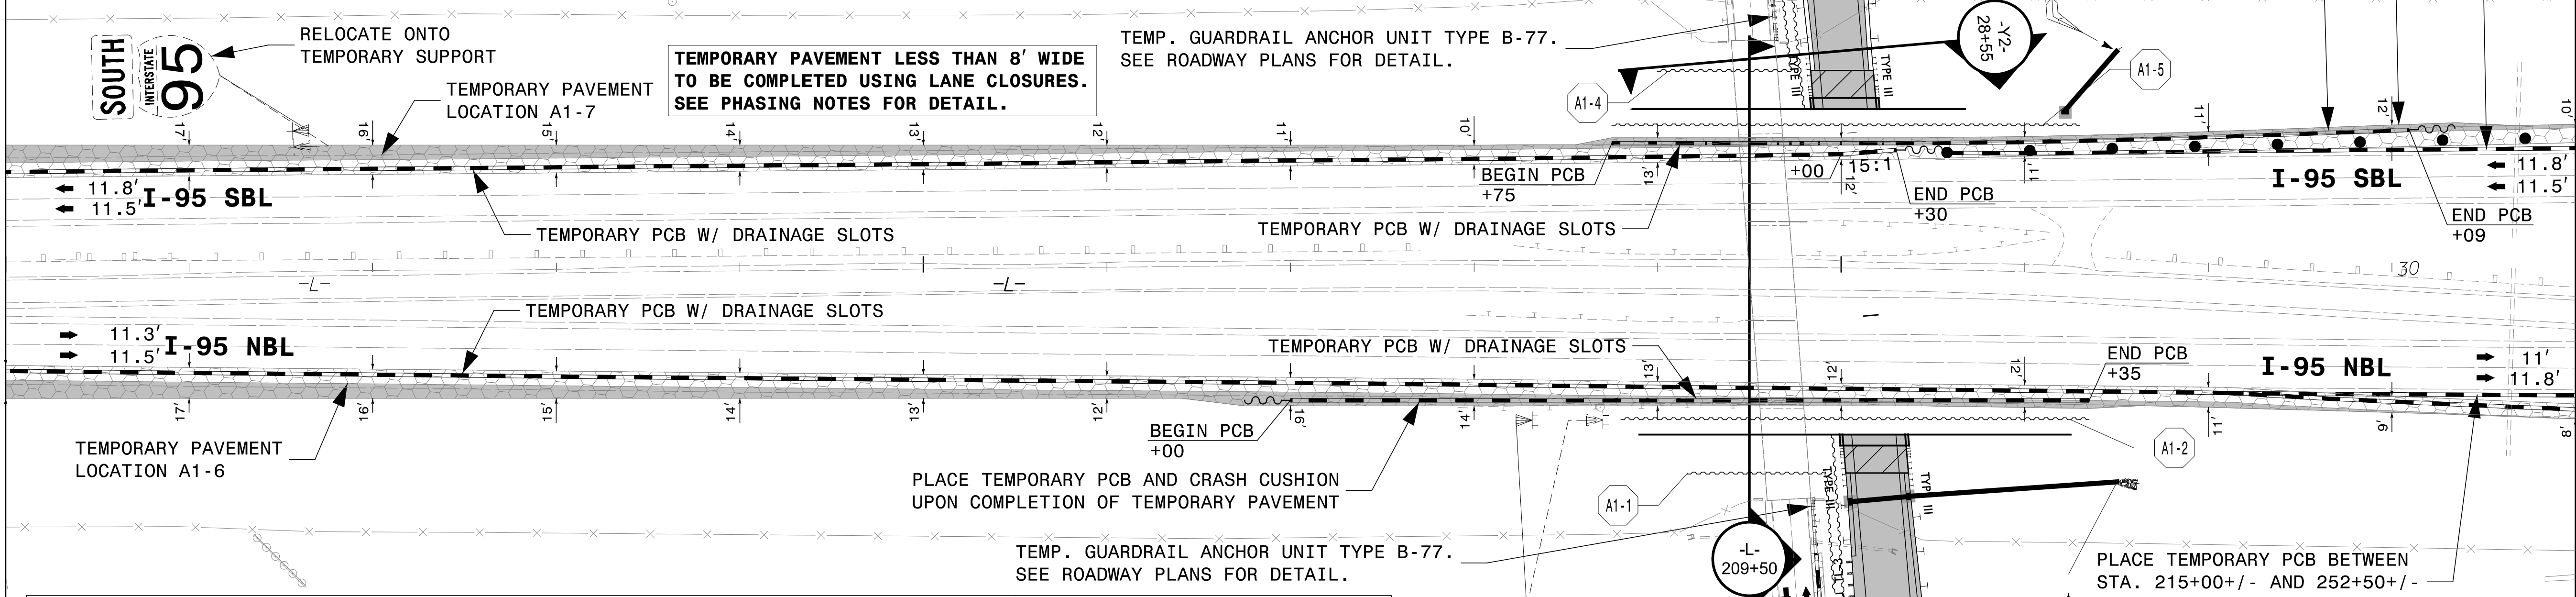 SOUTH
INTERSTATE
95
RELOCATE ONTO
TEMPORARY SUPPORT
TEMPORARY PAVEMENT
LOCATION A1-7
TEMPORARY PAVEMENT LESS THAN 8' WIDE
TO BE COMPLETED USING LANE CLOSURES.
SEE PHASING NOTES FOR DETAIL.
TEMP. GUARDRAIL ANCHOR UNIT TYPE B-77.
SEE ROADWAY PLANS FOR DETAIL.
A1-4
TYPE III
TYPE III
-Y2-
28+55
A1-5
17'
16'
15'
14'
13'
12'
11'
10'
11'
12'
10'
13'
12'
11'
11.8'
11.5'
I-95 SBL
TEMPORARY PCB W/ DRAINAGE SLOTS
BEGIN PCB
+75
TEMPORARY PCB W/ DRAINAGE SLOTS
+00
15:1
END PCB
+30
I-95 SBL
11.8'
11.5'
END PCB
+09
30
-L-
-L-
TEMPORARY PCB W/ DRAINAGE SLOTS
11.3'
11.5'
I-95 NBL
TEMPORARY PCB W/ DRAINAGE SLOTS
END PCB
+35
I-95 NBL
11'
11.8'
13'
12'
12'
17'
16'
15'
14'
13'
12'
14'
11'
9'
8'
TEMPORARY PAVEMENT
LOCATION A1-6
BEGIN PCB
+00
PLACE TEMPORARY PCB AND CRASH CUSHION
UPON COMPLETION OF TEMPORARY PAVEMENT
A1-1
A1-2
TYPE III
TEMP. GUARDRAIL ANCHOR UNIT TYPE B-77.
SEE ROADWAY PLANS FOR DETAIL.
-L-
209+50
PLACE TEMPORARY PCB BETWEEN
STA. 215+00+/- AND 252+50+/-